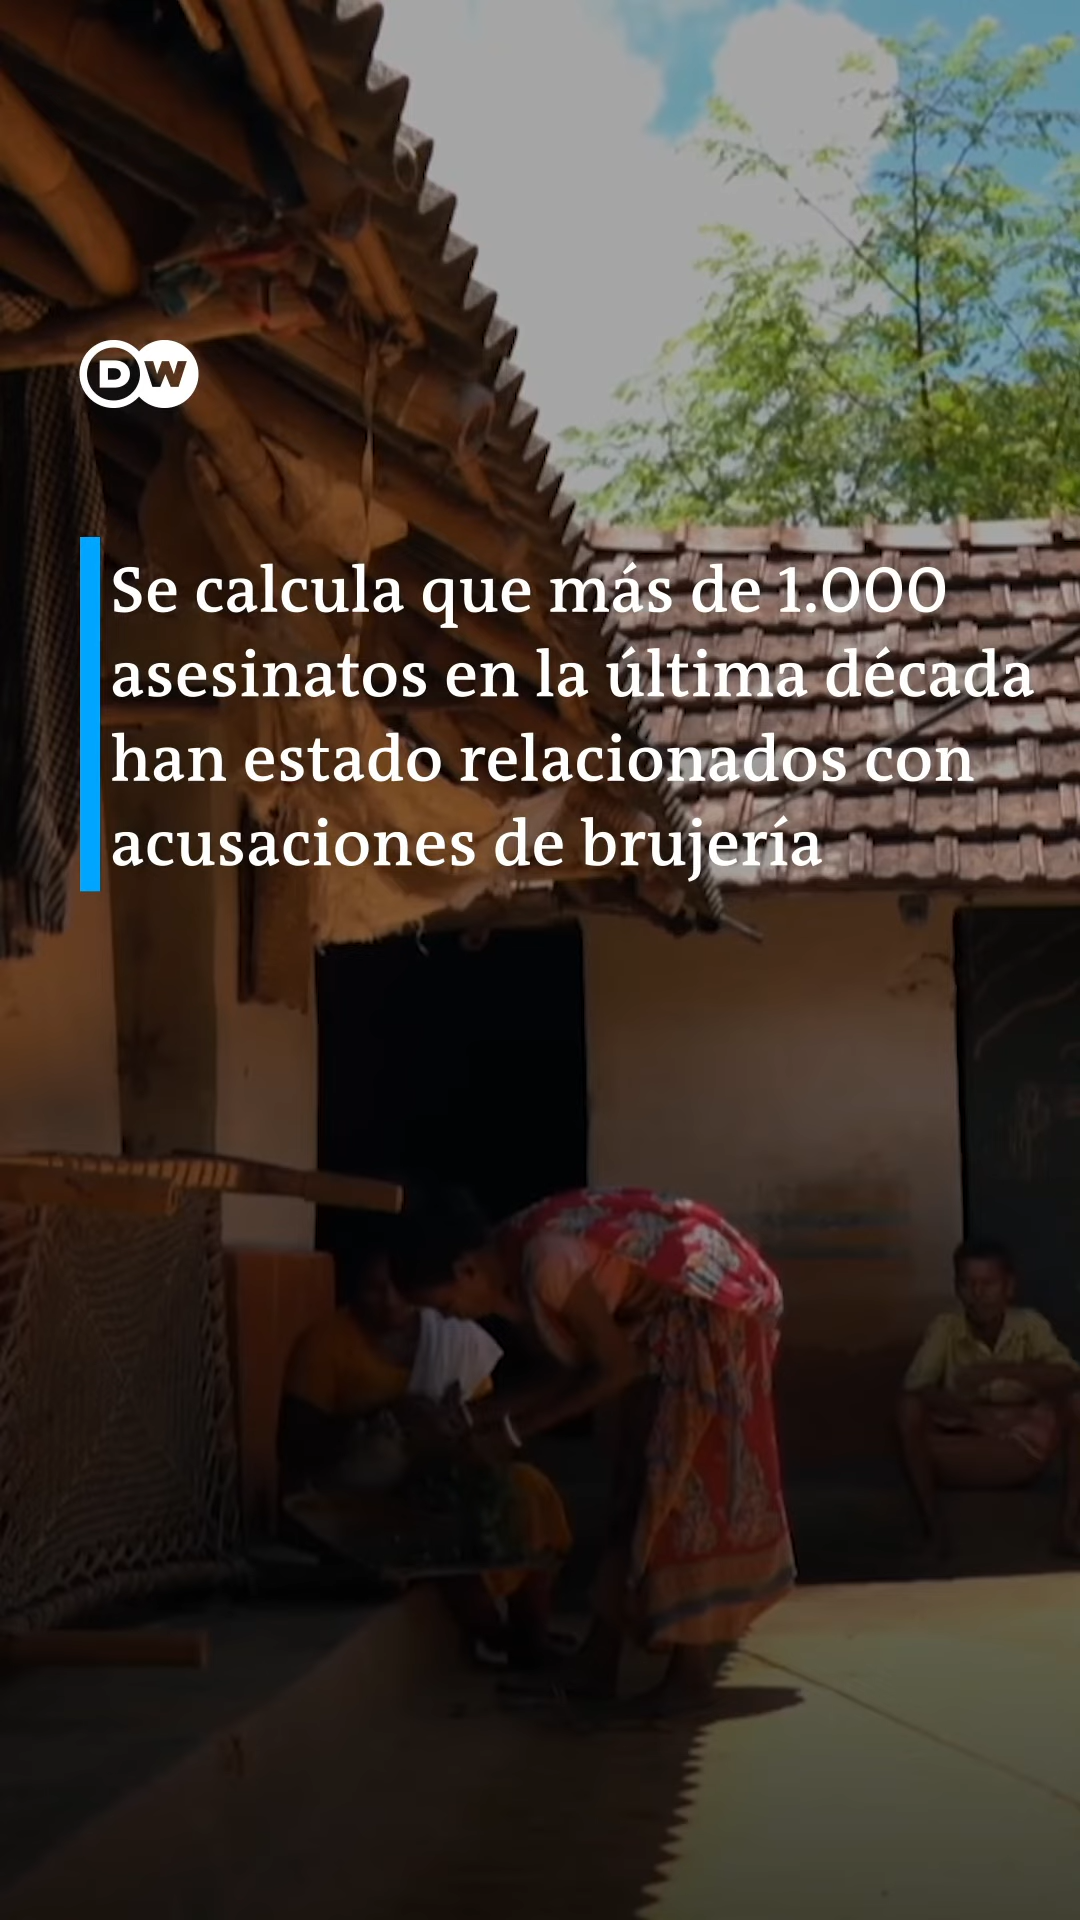 DW
Se calcula que más de 1.000
asesinatos en la última década
han estado relacionados con
acusaciones de brujería